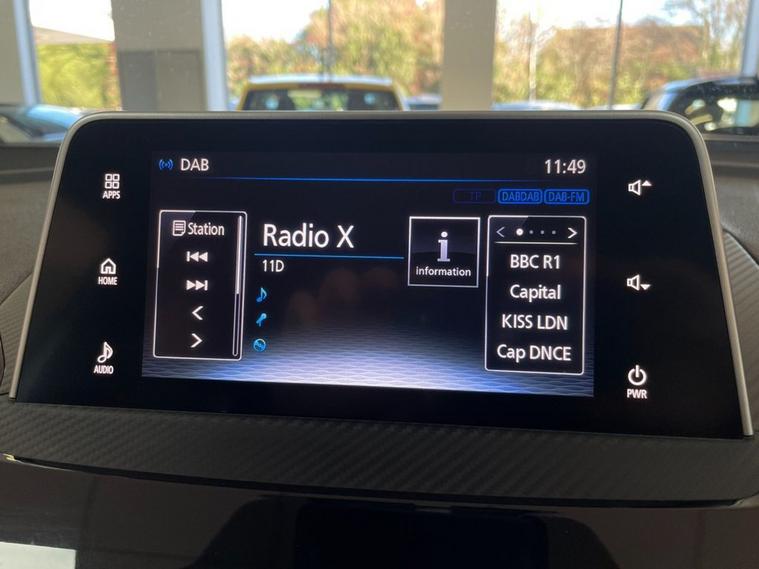 DAB
11:49
TP
DABDAB
DAB-FM
APPS
HOME
AUDIO
Station
Radio X
11D
i
information
BBC R1
Capital
KISS LDN
Cap DNCE
PWR